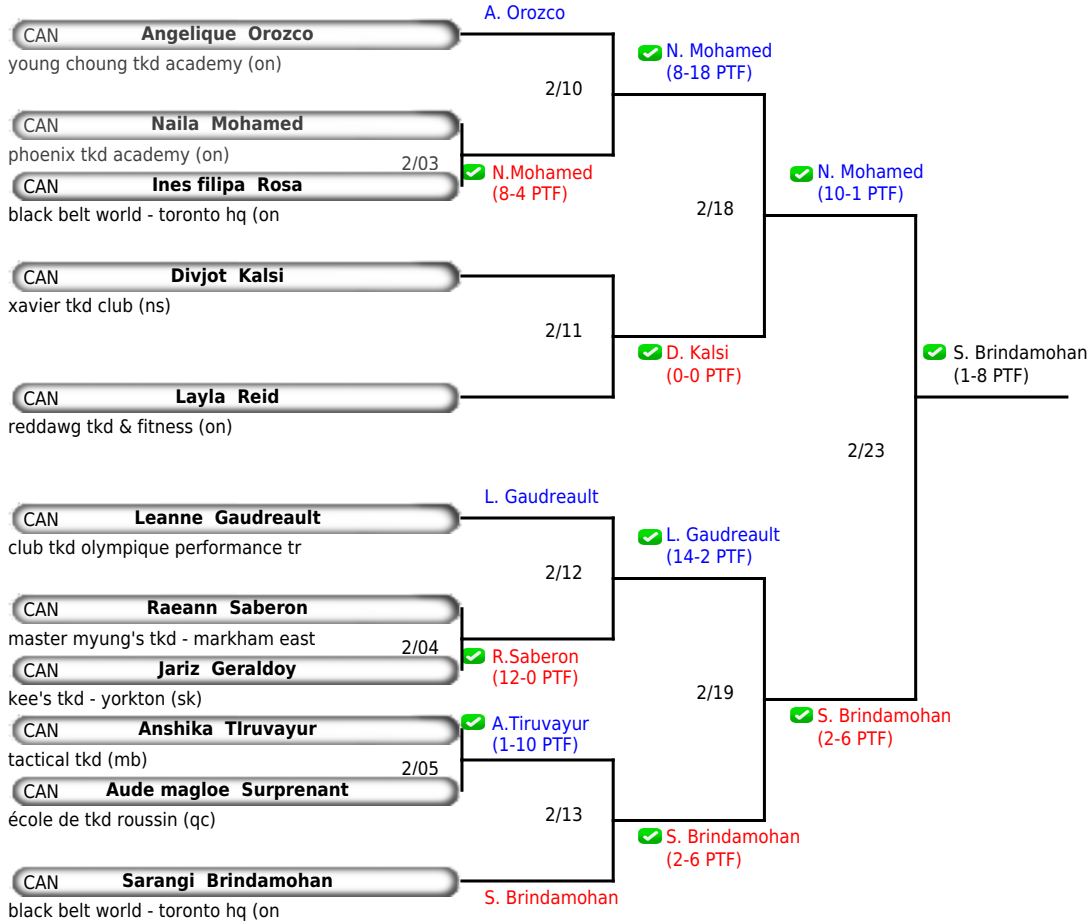 A. Orozco
CAN Angelique Orozco
young choung tkd academy (on)
N. Mohamed
(8-18 PTF)
2/10
CAN Naila Mohamed
phoenix tkd academy (on)
2/03
N.Mohamed
(8-4 PTF)
CAN Ines filipa Rosa
black belt world - toronto hq (on
N. Mohamed
(10-1 PTF)
2/18
CAN Divjot Kalsi
xavier tkd club (ns)
2/11
D. Kalsi
(0-0 PTF)
S. Brindamohan
(1-8 PTF)
CAN Layla Reid
reddawg tkd & fitness (on)
2/23
L. Gaudreault
CAN Leanne Gaudreault
club tkd olympique performance tr
L. Gaudreault
(14-2 PTF)
2/12
CAN Raeann Saberon
master myung's tkd - markham east
2/04
R.Saberon
(12-0 PTF)
CAN Jariz Geraldoy
kee's tkd - yorkton (sk)
2/19
S. Brindamohan
(2-6 PTF)
CAN Anshika TIruvayur
tactical tkd (mb)
A.Tiruvayur
(1-10 PTF)
2/05
CAN Aude magloe Surprenant
école de tkd roussin (qc)
2/13
S. Brindamohan
(2-6 PTF)
CAN Sarangi Brindamohan
S. Brindamohan
black belt world - toronto hq (on